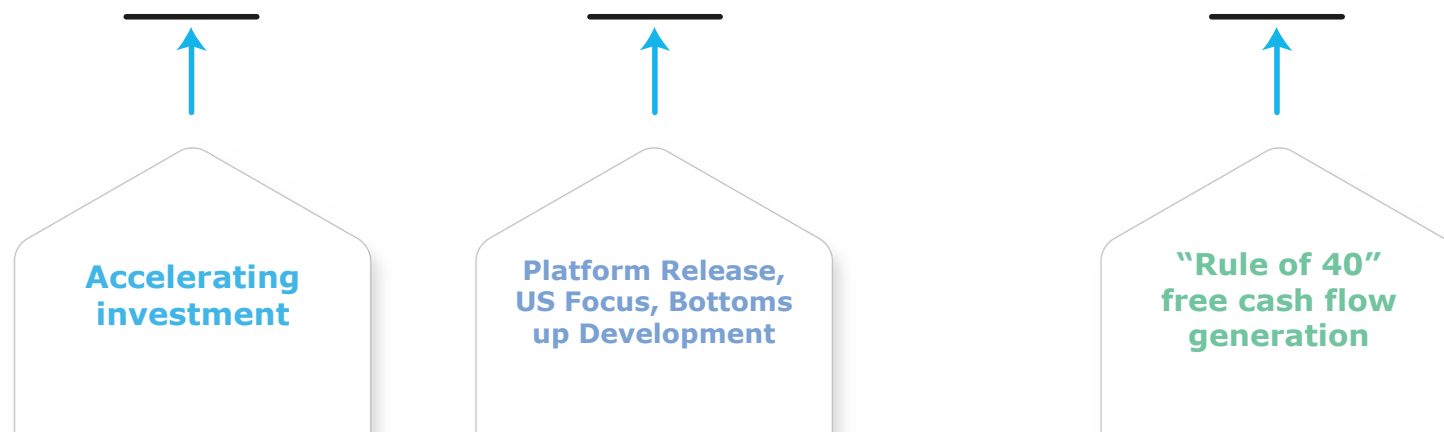 Accelerating
investment
Platform Release,
US Focus, Bottoms
up Development
“Rule of 40”
free cash flow
generation